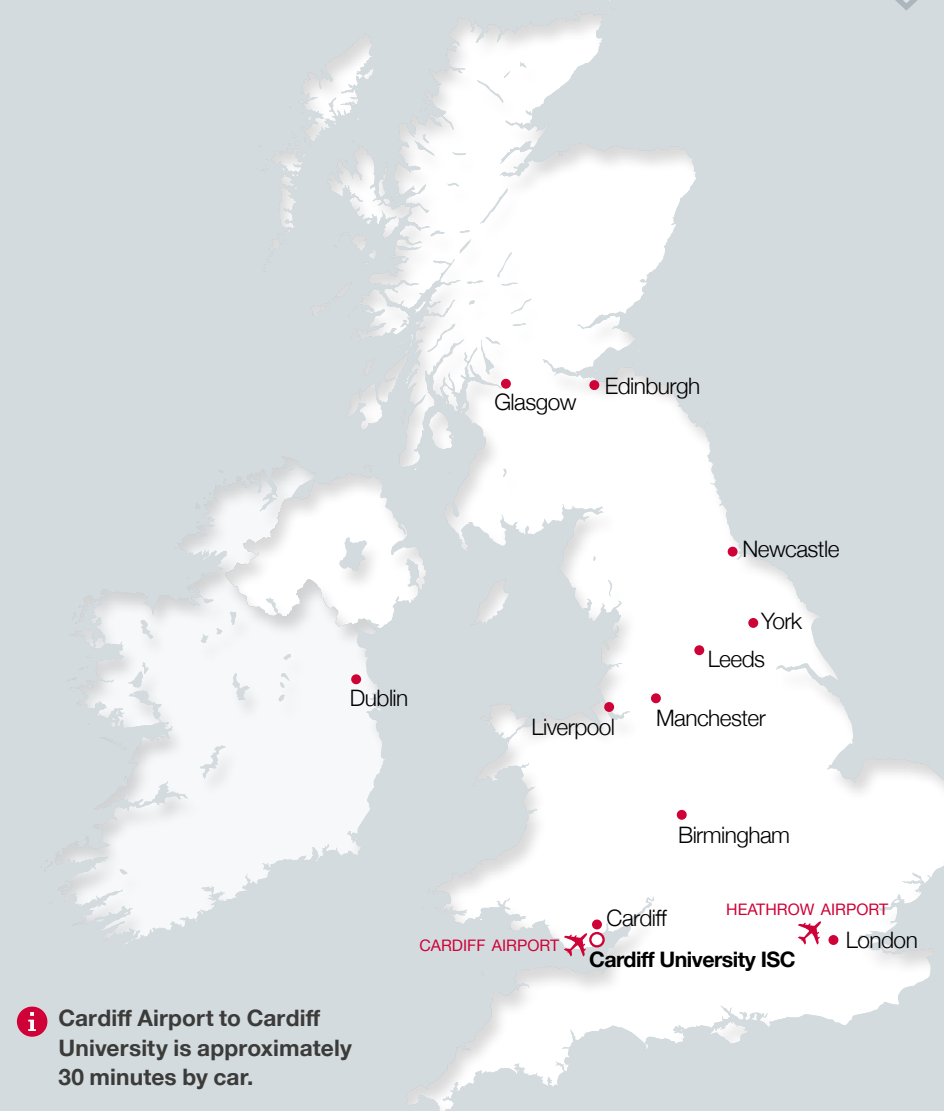 Edinburgh
Glasgow
Newcastle
York
Leeds
Dublin
Manchester
Liverpool
Birmingham
HEATHROW AIRPORT
Cardiff
London
CARDIFF AIRPORT
Cardiff University ISC
i
Cardiff Airport to Cardiff
University is approximately
30 minutes by car.